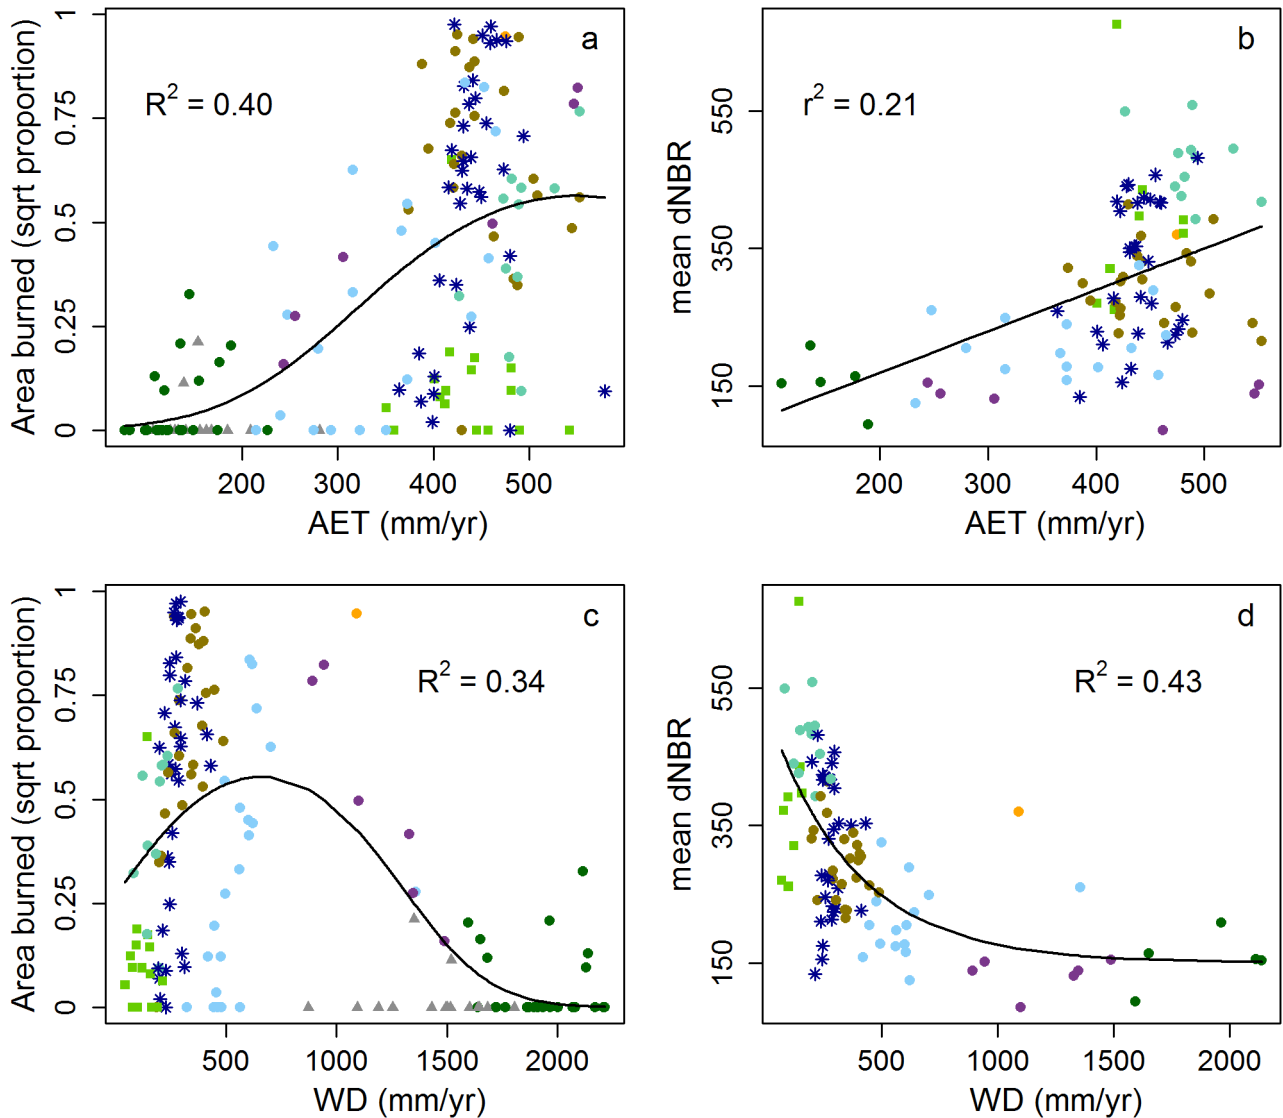 a
R² = 0.40
Area burned (sqrt proportion)
0
0.25
0.5
0.75
1
200
300
400
500
AET (mm/yr)
b
r² = 0.21
mean dNBR
150
350
550
200
300
400
500
AET (mm/yr)
c
R² = 0.34
Area burned (sqrt proportion)
0
0.25
0.5
0.75
1
500
1000
1500
2000
WD (mm/yr)
d
R² = 0.43
mean dNBR
150
350
550
500
1000
1500
2000
WD (mm/yr)